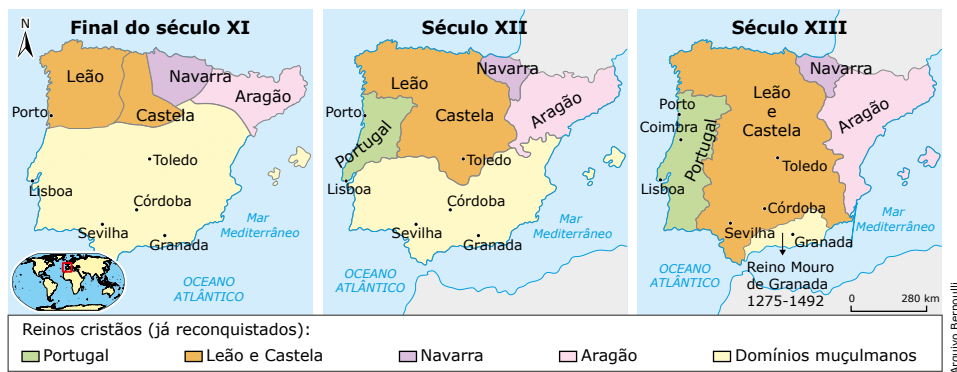 Final do século XI
N
Leão
Navarra
Aragão
Castela
Porto
Toledo
Lisboa
Córdoba
Sevilha
Granada
Mar
Mediterrâneo
OCEANO
ATLÂNTICO
Século XII
Navarra
Leão
Aragão
Porto
Castela
Portugal
Toledo
Lisboa
Córdoba
Sevilha
Granada
Mar
Mediterrâneo
OCEANO
ATLÂNTICO
Século XIII
Navarra
Leão
e
Castela
Aragão
Porto
Coimbra
Portugal
Toledo
Lisboa
Córdoba
Sevilha
Granada
Mar
Mediterrâneo
OCEANO
ATLÂNTICO
Reino Mouro
de Granada
1275-1492
0 280 km
Reinos cristãos (já reconquistados):
Portugal
Leão e Castela
Navarra
Aragão
Domínios muçulmanos
Arquivo Bernoulli